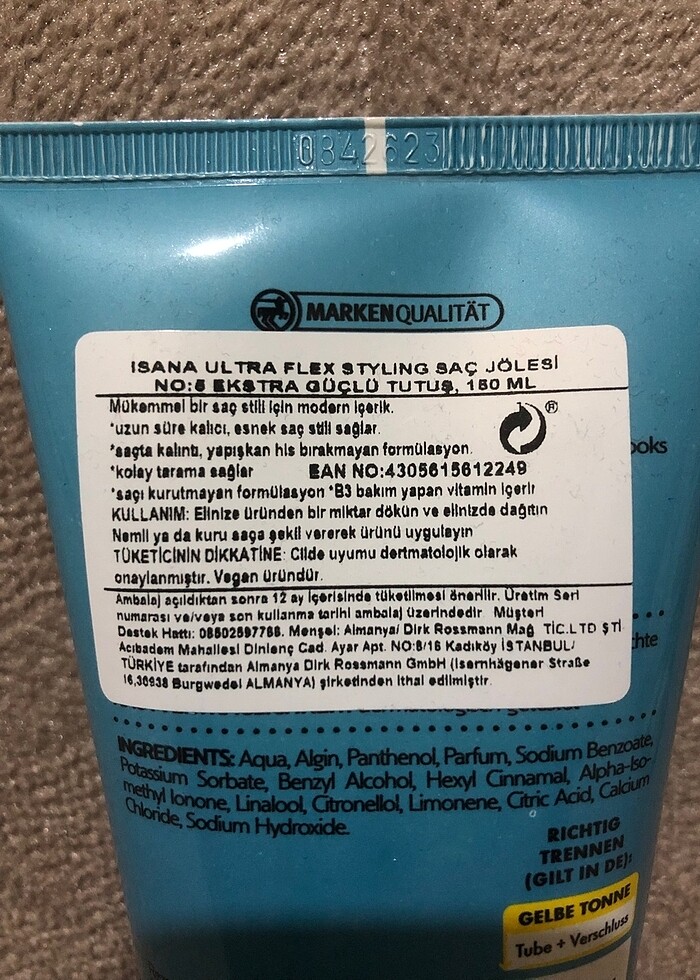 0842623
MARKENQUALITÄT
ISANA ULTRA FLEX STYLING SAÇ JÖLESİ
NO:5 EKSTRA GÜÇLÜ TUTUŞ, 150 ML
Mükemmel bir saç stili için modern içerik.
*uzun süre kalıcı, esnek saç stili sağlar.
*saçta kalıntı, yapışkan his bırakmayan formülasyon.
ooks
*kolay tarama sağlar EAN NO:4305615612249
*saçı kurutmayan formülasyon *B3 bakım yapan vitamin içerir
KULLANIM: Elinize üründen bir miktar dökün ve elinizde dağıtın
Nemli ya da kuru saça şekil vererek ürünü uygulayın
TÜKETİCİNİN DİKKATİNE: Cilde uyumu dertmatolojik olarak
onaylanmıştır. Vegan üründür.
Ambalaj açıldıktan sonra 12 ay içerisinde tüketilmesi önerilir. Üretim Seri
numarası ve/veya son kullanma tarihi ambalaj üzerindedir Müşteri
Destek Hattı: 08502597788. Menşei: Almanya/ Dirk Rossmann Mağ TİC.LTD ŞTİ
Acıbadem Mahallesi Dinlenç Cad. Ayar Apt. NO:8/16 Kadıköy İSTANBUL/
chte
TÜRKİYE tarafından Almanya Dirk Rossmann GmbH (Isernhägener Straße
16,30938 Burgwedel ALMANYA) şirketinden ithal edilmiştir.
INGREDIENTS: Aqua, Algin, Panthenol, Parfum, Sodium Benzoate,
Potassium Sorbate, Benzyl Alcohol, Hexyl Cinnamal, Alpha-Iso-
methyl Ionone, Linalool, Citronellol, Limonene, Citric Acid, Calcium
Chloride, Sodium Hydroxide.
RICHTIG
TRENNEN
(GILT IN DE):
GELBE TONNE
Tube + Verschluss